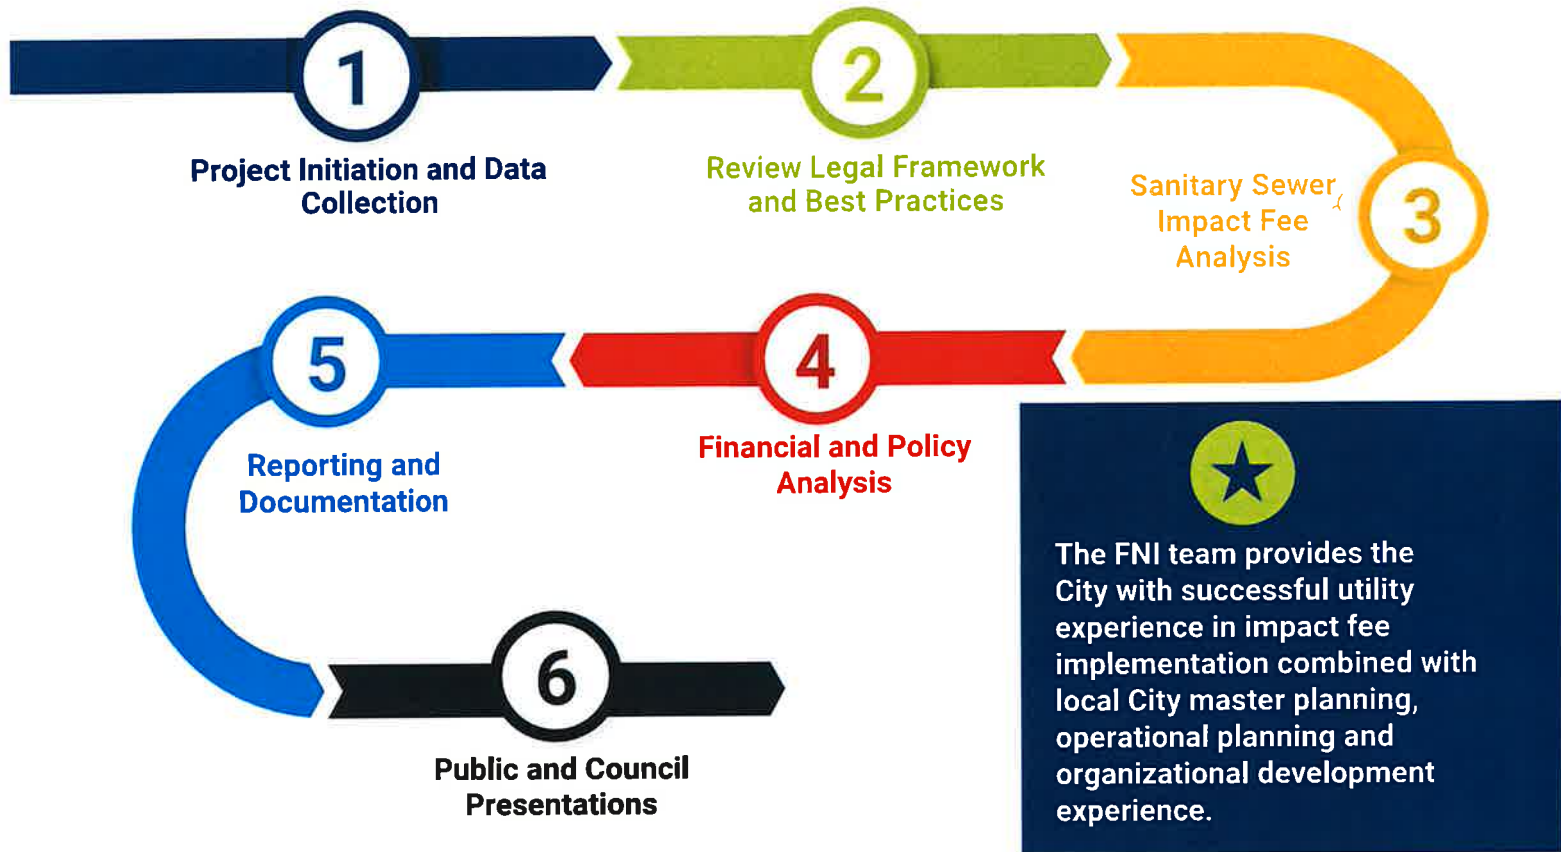 1
Project Initiation and Data
Collection
2
Review Legal Framework
and Best Practices
3
Sanitary Sewer
Impact Fee
Analysis
4
Financial and Policy
Analysis
5
Reporting and
Documentation
6
Public and Council
Presentations
The FNI team provides the
City with successful utility
experience in impact fee
implementation combined with
local City master planning,
operational planning and
organizational development
experience.